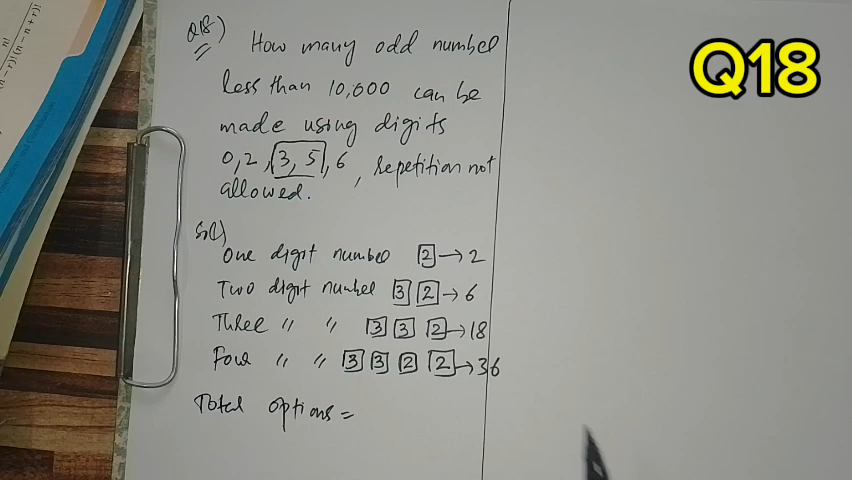 n!
(n-r)!(n-n+r)!
Q18
Q18)
How many odd number
less than 10,000 can be
made using digits
0,2,3,5,6, repetition not
allowed.
Sol)
One digit number 2 → 2
Two digit number 3 2 → 6
Three " " 3 3 2 → 18
Four " " 3 3 2 2 → 36
Total options =